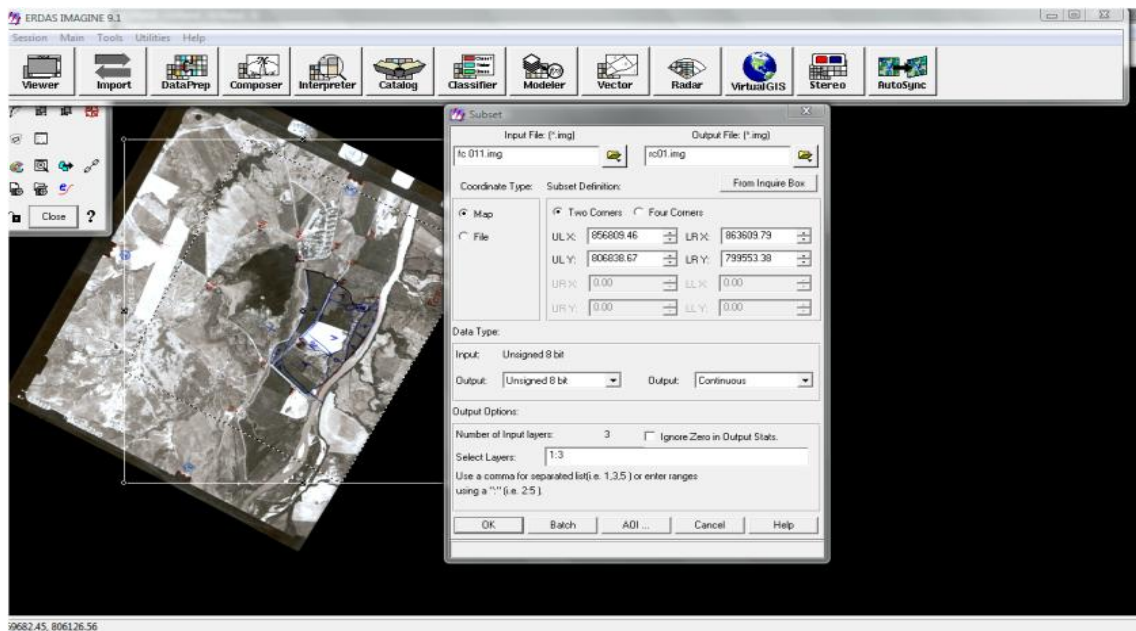 ERDAS IMAGINE 9.1
Session Main Tools Utilities Help
Viewer Import DataPrep Composer Interpreter Catalog Classifier Modeler Vector Radar VirtualGIS Stereo AutoSync
Subset
Input File: (*.img) Output File: (*.img)
fc 011.img rc01.img
Coordinate Type: Subset Definition: From Inquire Box
Map Two Corners Four Corners
File
UL X: 856809.46 LR X: 863609.79
UL Y: 806838.67 LR Y: 799553.38
UR X: 0.00 LL X: 0.00
UR Y: 0.00 LL Y: 0.00
Close ?
Data Type:
Input: Unsigned 8 bit
Output: Unsigned 8 bit Output: Continuous
Output Options:
Number of Input layers: 3 Ignore Zero in Output Stats.
Select Layers: 1:3
Use a comma for separated list(i.e. 1,3,5 ) or enter ranges
using a ":" (i.e. 2:5 ).
OK Batch AOI ... Cancel Help
69682.45, 806126.56